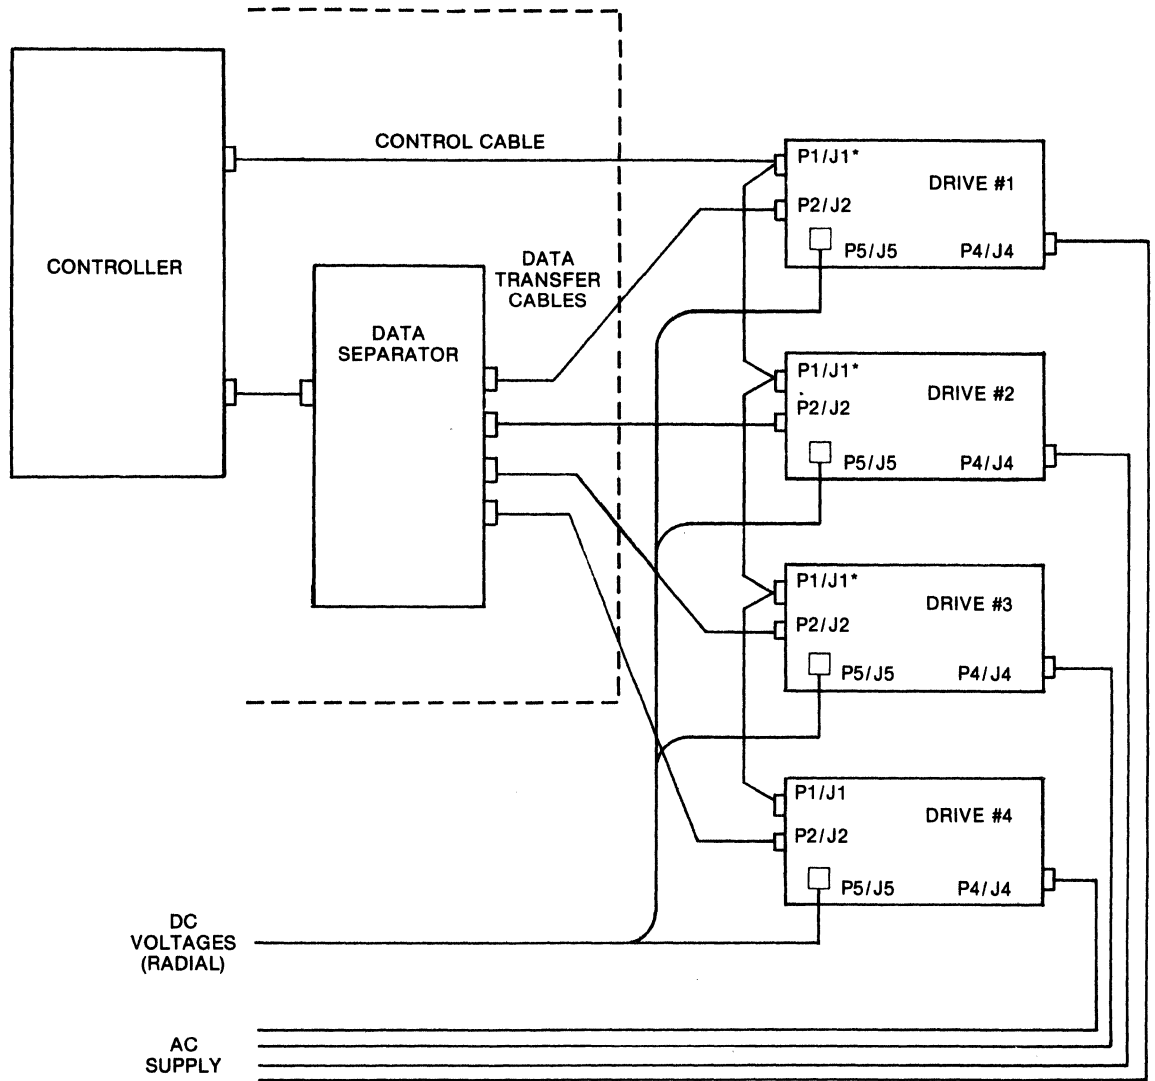 CONTROL CABLE
CONTROLLER
DATA
TRANSFER
CABLES
DATA
SEPARATOR
P1/J1*
DRIVE #1
P2/J2
P5/J5
P4/J4
P1/J1*
DRIVE #2
P2/J2
P5/J5
P4/J4
P1/J1*
DRIVE #3
P2/J2
P5/J5
P4/J4
P1/J1
DRIVE #4
P2/J2
P5/J5
P4/J4
DC
VOLTAGES
(RADIAL)
AC
SUPPLY